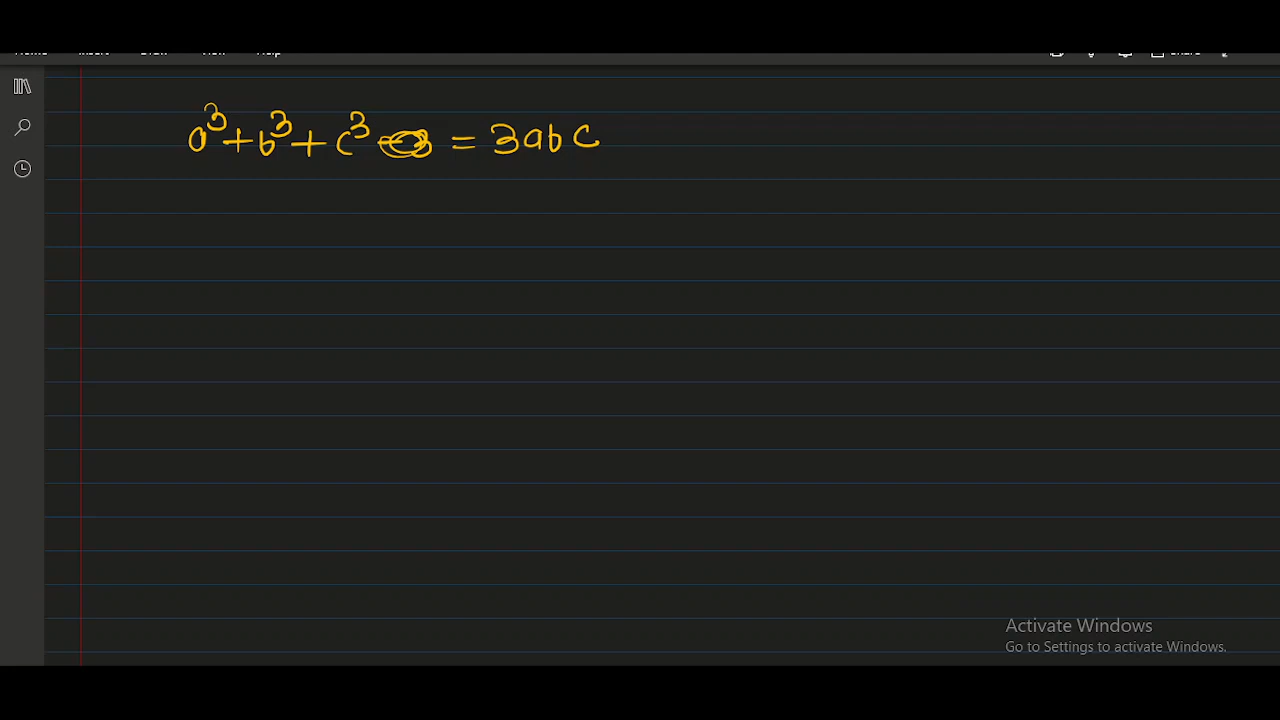 a³+b³+c³ = 3abc
Activate Windows
Go to Settings to activate Windows.